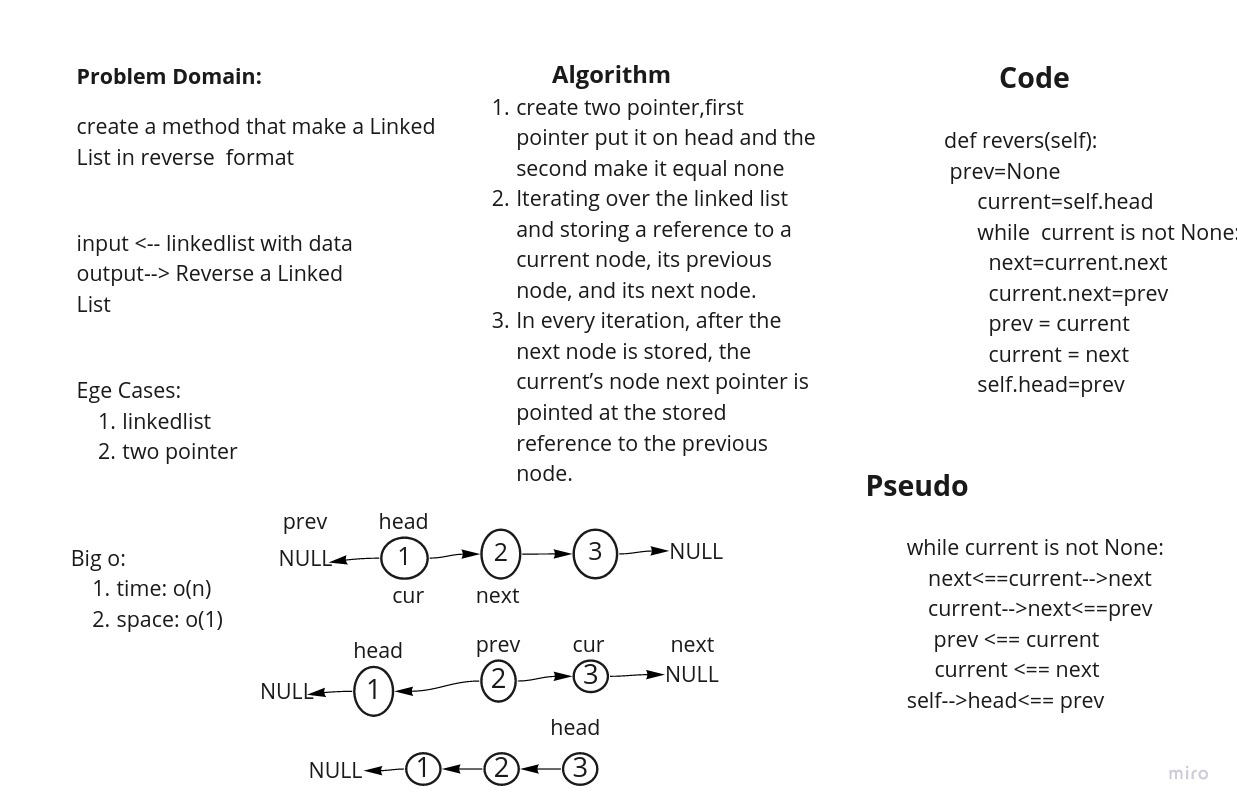 Problem Domain:
create a method that make a Linked
List in reverse  format
input <-- linkedlist with data
output--> Reverse a Linked
List
Ege Cases:
1. linkedlist
2. two pointer
Big o:
1. time: o(n)
2. space: o(1)
Algorithm
1. create two pointer,first
pointer put it on head and the
second make it equal none
2. Iterating over the linked list
and storing a reference to a
current node, its previous
node, and its next node.
3. In every iteration, after the
next node is stored, the
current’s node next pointer is
pointed at the stored
reference to the previous
node.
prev head
NULL 1 2 3 NULL
cur next
head prev cur next
NULL 1 2 3 NULL
head
NULL 1 2 3
Code
def revers(self):
prev=None
current=self.head
while  current is not None:
next=current.next
current.next=prev
prev = current
current = next
self.head=prev
Pseudo
while current is not None:
next<==current-->next
current-->next<==prev
prev <== current
current <== next
self-->head<== prev
miro